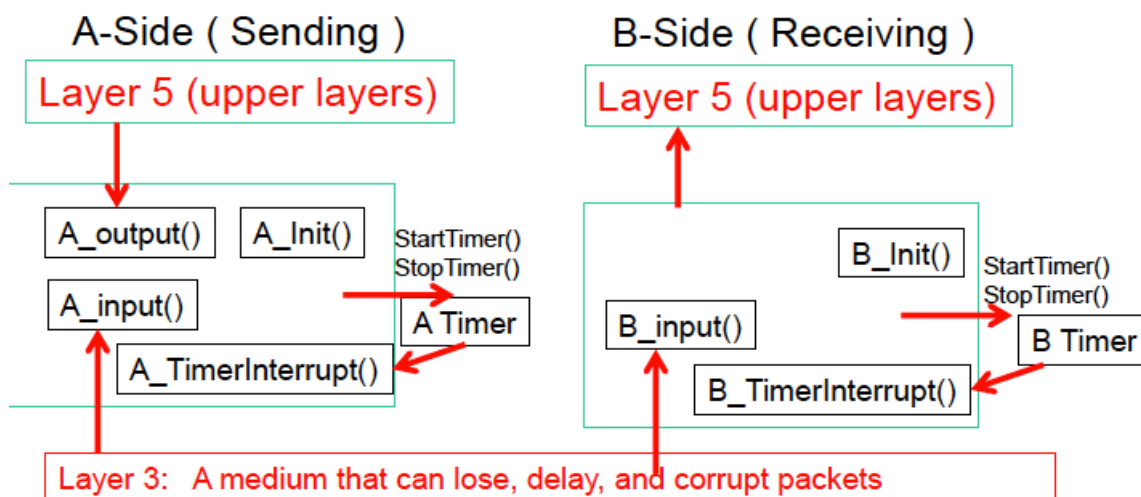 A-Side ( Sending )
Layer 5 (upper layers)
A_output()
A_Init()
StartTimer()
StopTimer()
A_input()
A Timer
A_TimerInterrupt()
B-Side ( Receiving )
Layer 5 (upper layers)
B_Init()
StartTimer()
StopTimer()
B_input()
B Timer
B_TimerInterrupt()
Layer 3: A medium that can lose, delay, and corrupt packets